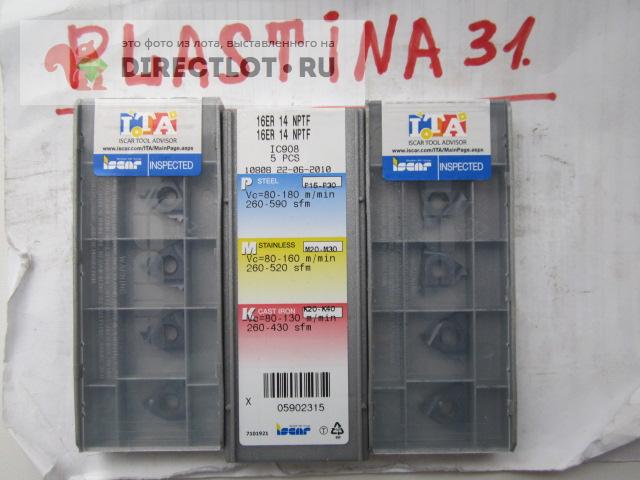 PLASTINA 31.
это фото из лота, выставленного на
DIRECTLOT.RU
ITA
ISCAR TOOL ADVISOR
www.iscar.com/ITA/MainPage.aspx
iscar INSPECTED
16ER 14 NPTF
16ER 14 NPTF
IC908
5 PCS
10808 22-06-2010
P STEEL P15-P30
Vc=80-180 m/min
260-590 sfm
M STAINLESS M20-M30
Vc=80-160 m/min
260-520 sfm
K CAST IRON K20-K40
Vc=80-130 m/min
260-430 sfm
X 05902315
7101921 iscar
ITA
ISCAR TOOL ADVISOR
www.iscar.com/ITA/MainPage.aspx
iscar INSPECTED